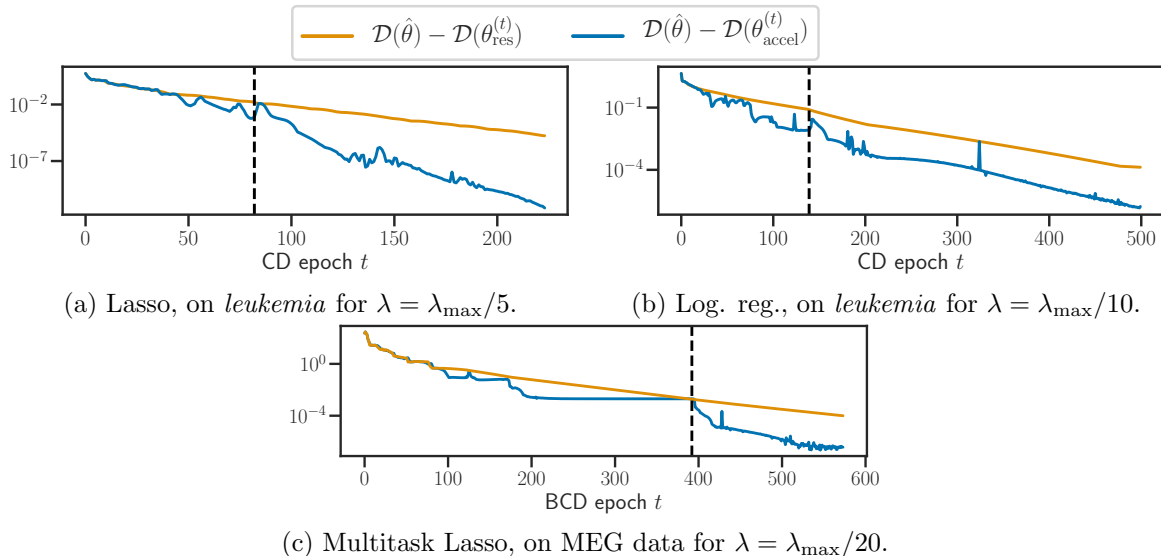 𝒟(θ̂) − 𝒟(θ_res^(t)) 𝒟(θ̂) − 𝒟(θ_accel^(t))
10^−2
10^−7
0 50 100 150 200
CD epoch t
10^−1
10^−4
0 100 200 300 400 500
CD epoch t
(a) Lasso, on leukemia for λ = λ_max/5.
(b) Log. reg., on leukemia for λ = λ_max/10.
10^0
10^−4
0 100 200 300 400 500 600
BCD epoch t
(c) Multitask Lasso, on MEG data for λ = λ_max/20.